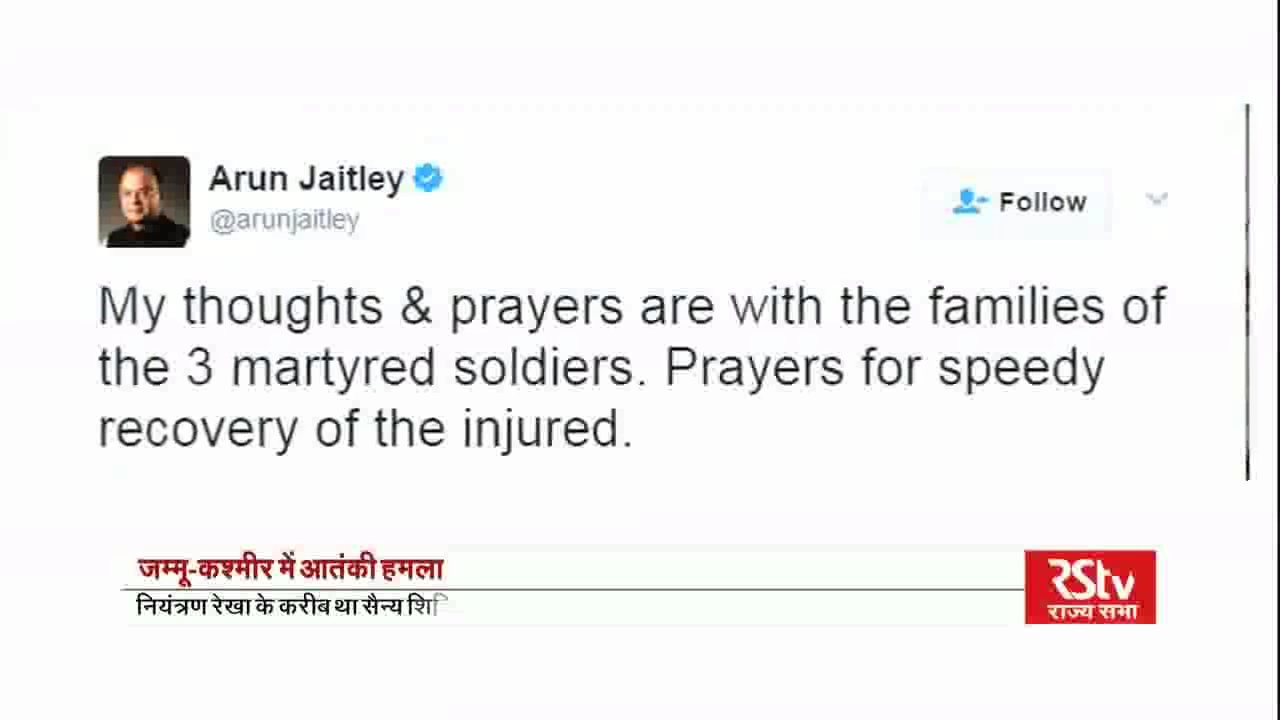 Arun Jaitley
@arunjaitley
Follow
My thoughts & prayers are with the families of
the 3 martyred soldiers. Prayers for speedy
recovery of the injured.
जम्मू-कश्मीर में आतंकी हमला
नियंत्रण रेखा के करीब था सैन्य
RStv
राज्य सभा